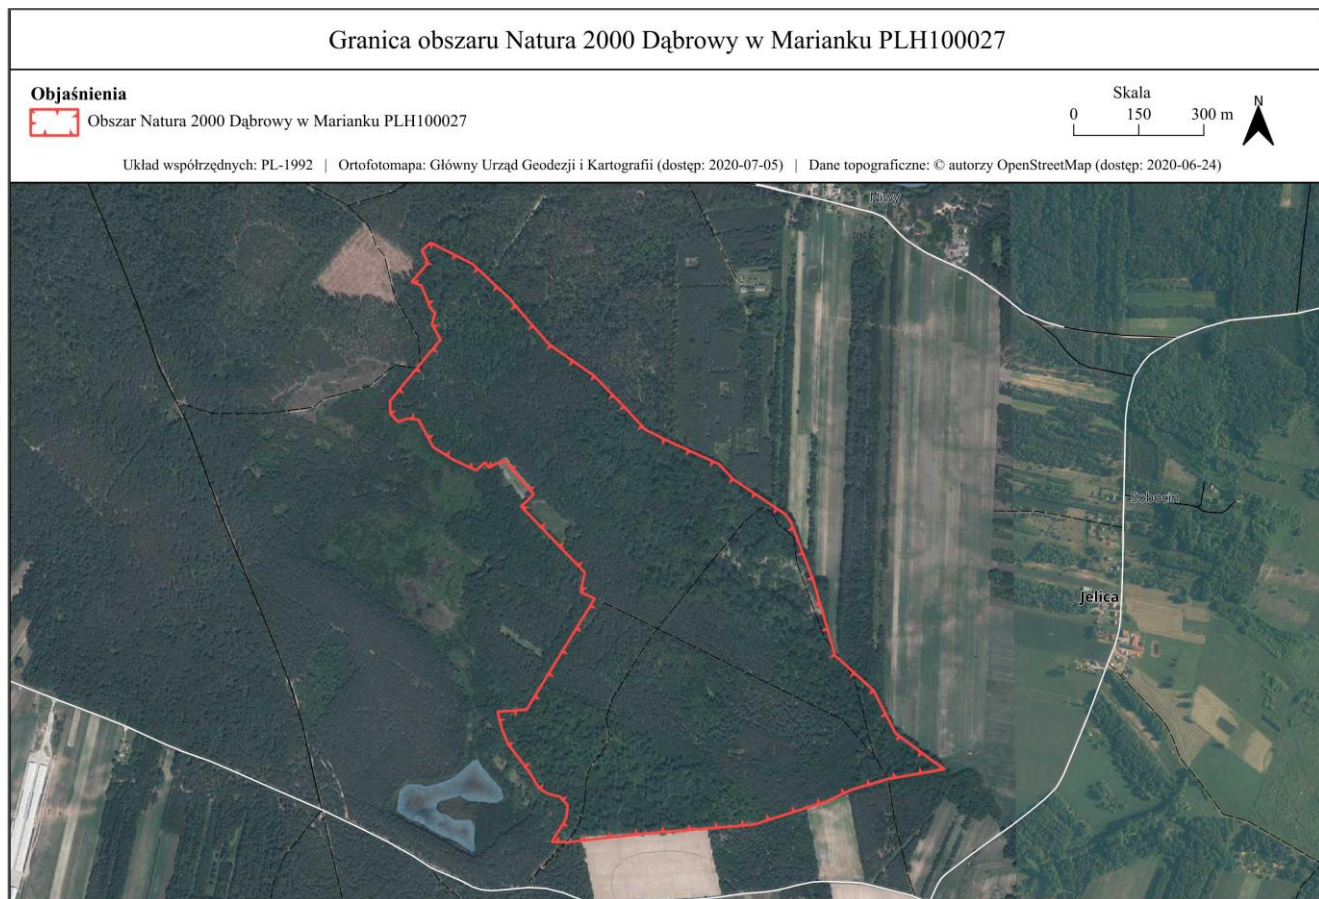 Granica obszaru Natura 2000 Dąbrowy w Marianku PLH100027
Objaśnienia
Obszar Natura 2000 Dąbrowy w Marianku PLH100027
Skala
0 150 300 m
N
Układ współrzędnych: PL-1992 | Ortofotomapa: Główny Urząd Geodezji i Kartografii (dostęp: 2020-07-05) | Dane topograficzne: © autorzy OpenStreetMap (dostęp: 2020-06-24)
Niwy
Sobocin
Jelica